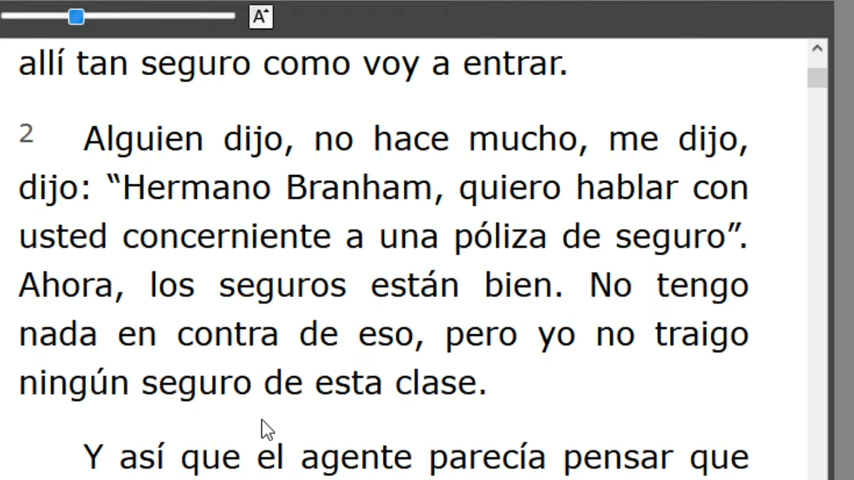 A
allí tan seguro como voy a entrar.
2 Alguien dijo, no hace mucho, me dijo,
dijo: “Hermano Branham, quiero hablar con
usted concerniente a una póliza de seguro”.
Ahora, los seguros están bien. No tengo
nada en contra de eso, pero yo no traigo
ningún seguro de esta clase.
Y así que el agente parecía pensar que